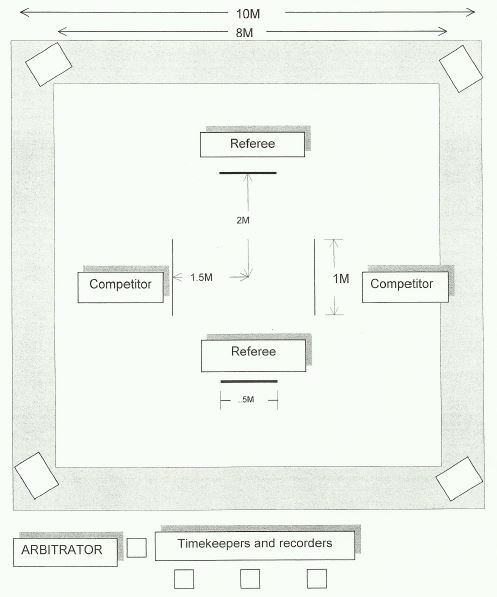 10M
8M
Referee
2M
1.5M
1M
Competitor
Competitor
Referee
.5M
ARBITRATOR
Timekeepers and recorders